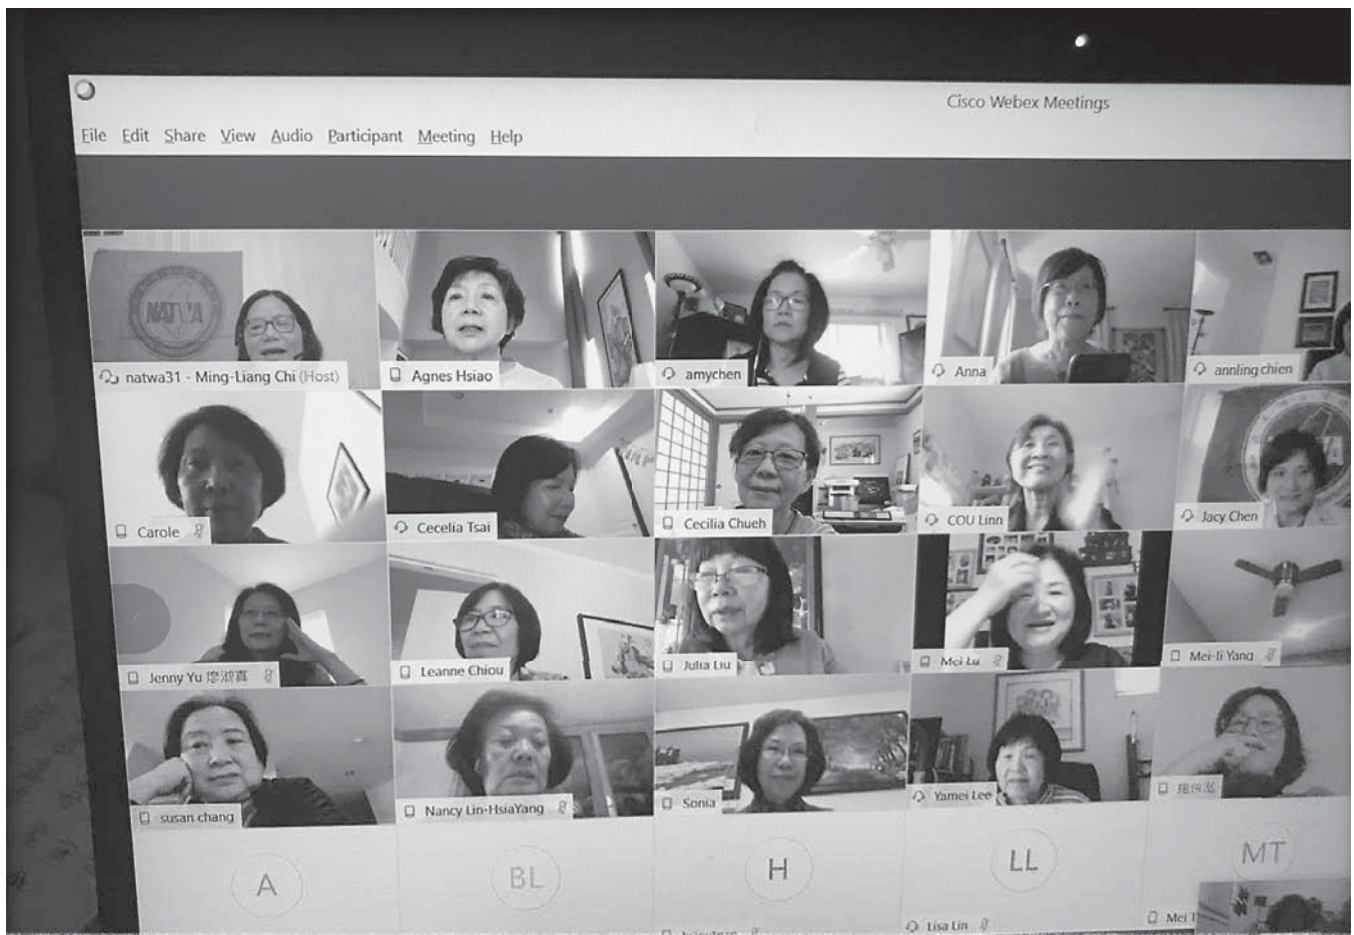 Cisco Webex Meetings
File Edit Share View Audio Participant Meeting Help
NATWA
natwa31 - Ming-Liang Chi (Host)
Agnes Hsiao
amychen
Anna
annling chien
Carole
Cecelia Tsai
Cecilia Chueh
COU Linn
Jacy Chen
Jenny Yu 廖淑真
Leanne Chiou
Julia Liu
Mei Lu
Mei-li Yang
susan chang
Nancy Lin-HsiaYang
Sonia
Yamei Lee
A
BL
H
LL
MT
Lisa Lin
Mei T